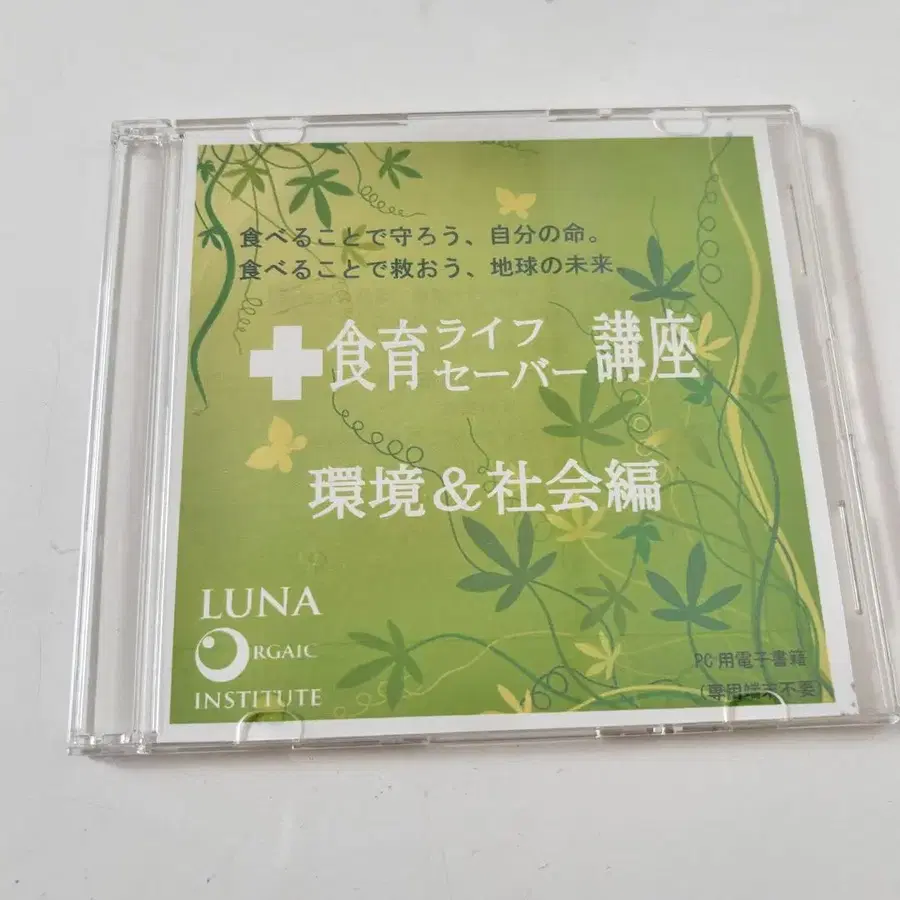 食べることで守ろう、自分の命。
食べることで救おう、地球の未来
食育ライフセーバー講座
環境＆社会編
LUNA
ORGAIC
INSTITUTE
PC用電子書籍
(専用端末不要)